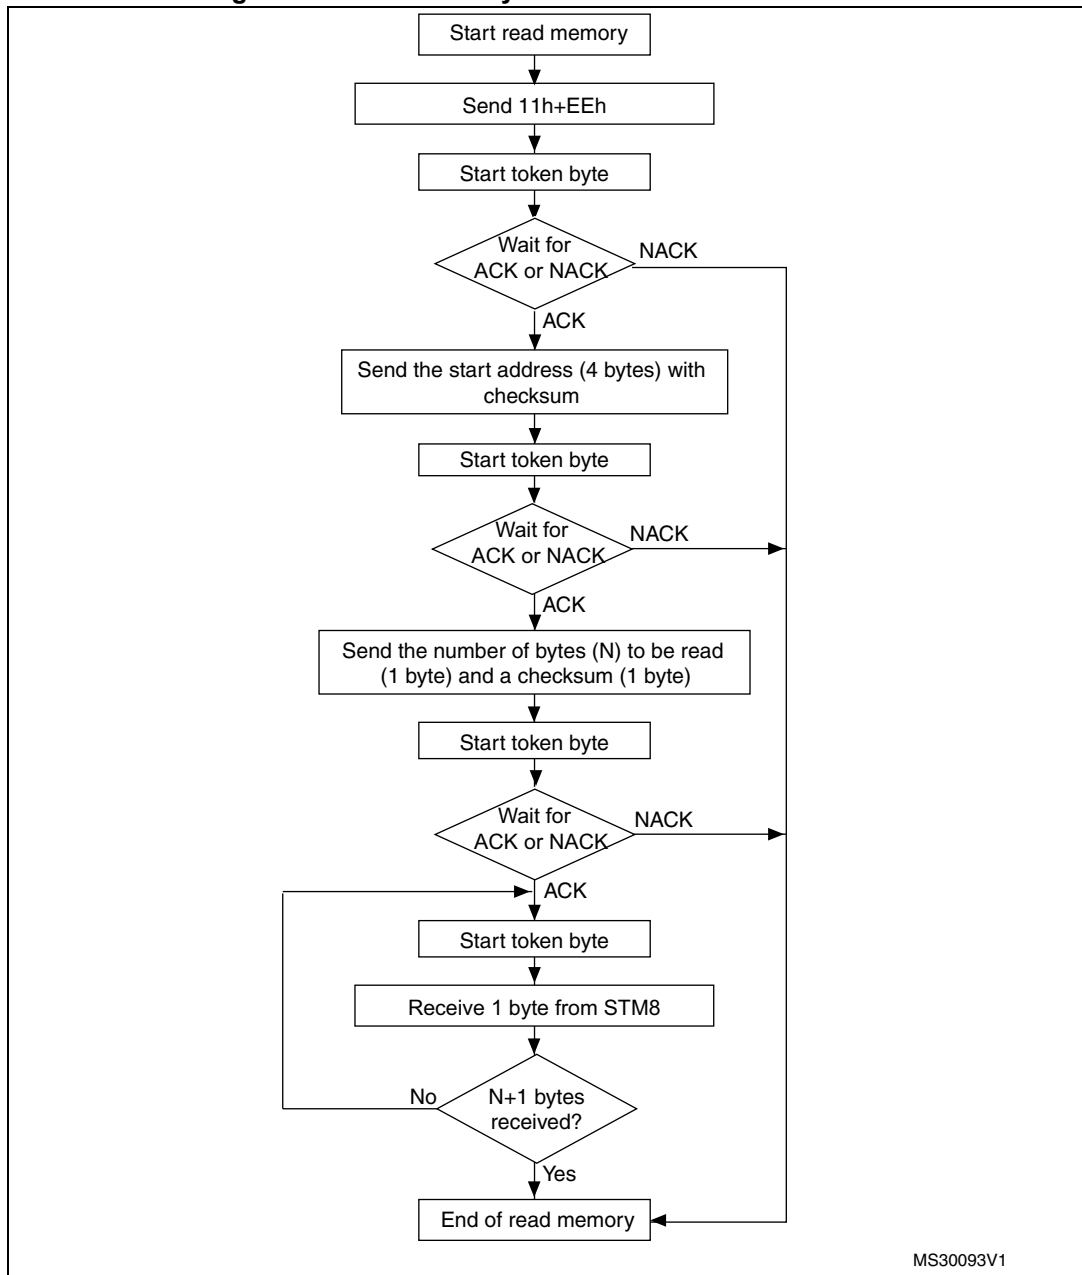 Start read memory
Send 11h+EEh
Start token byte
Wait for
ACK or NACK
NACK
ACK
Send the start address (4 bytes) with
checksum
Start token byte
Wait for
ACK or NACK
NACK
ACK
Send the number of bytes (N) to be read
(1 byte) and a checksum (1 byte)
Start token byte
Wait for
ACK or NACK
NACK
ACK
Start token byte
Receive 1 byte from STM8
No
N+1 bytes
received?
Yes
End of read memory
MS30093V1